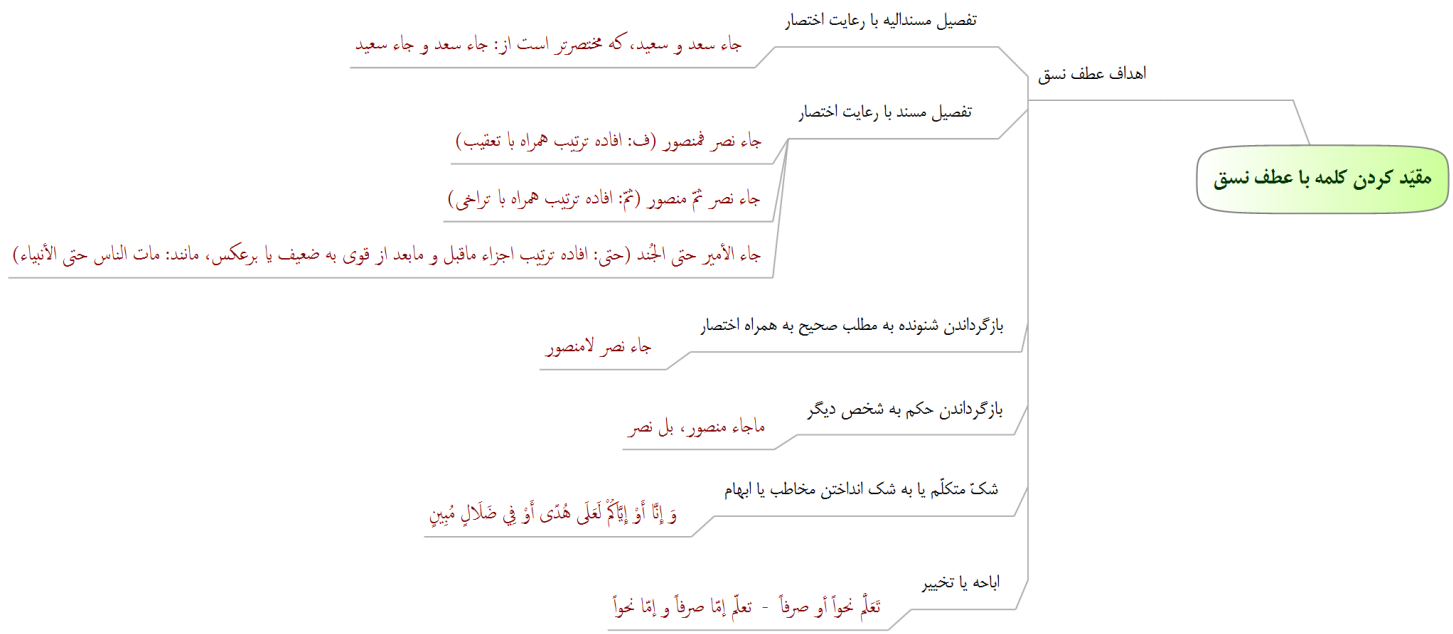 مقیّد کردن کلمه با عطف نسق
اهداف عطف نسق
تفصیل مسندالیه با رعایت اختصار
جاء سعد و سعید، که مختصرتر است از: جاء سعد و جاء سعید
تفصیل مسند با رعایت اختصار
جاء نصر فمنصور (ف: افاده ترتیب همراه با تعقیب)
جاء نصر ثمّ منصور (ثمّ: افاده ترتیب همراه با تراخی)
جاء الأمیر حتی الجُند (حتی: افاده ترتیب اجزاء ماقبل و مابعد از قوی به ضعیف یا برعکس، مانند: مات الناس حتی الأنبیاء)
بازگرداندن شنونده به مطلب صحیح به همراه اختصار
جاء نصر لامنصور
بازگرداندن حکم به شخص دیگر
ماجاء منصور، بل نصر
شکّ متکلّم یا به شک انداختن مخاطب یا ابهام
وَ إِنَّا أَوْ إِيَّاكُمْ لَعَلَى هُدًى أَوْ فِي ضَلَالٍ مُبِينٍ
اباحه یا تخییر
تَعَلَّم نحواً أو صرفاً - تعلّم إمّا صرفاً و إمّا نحواً